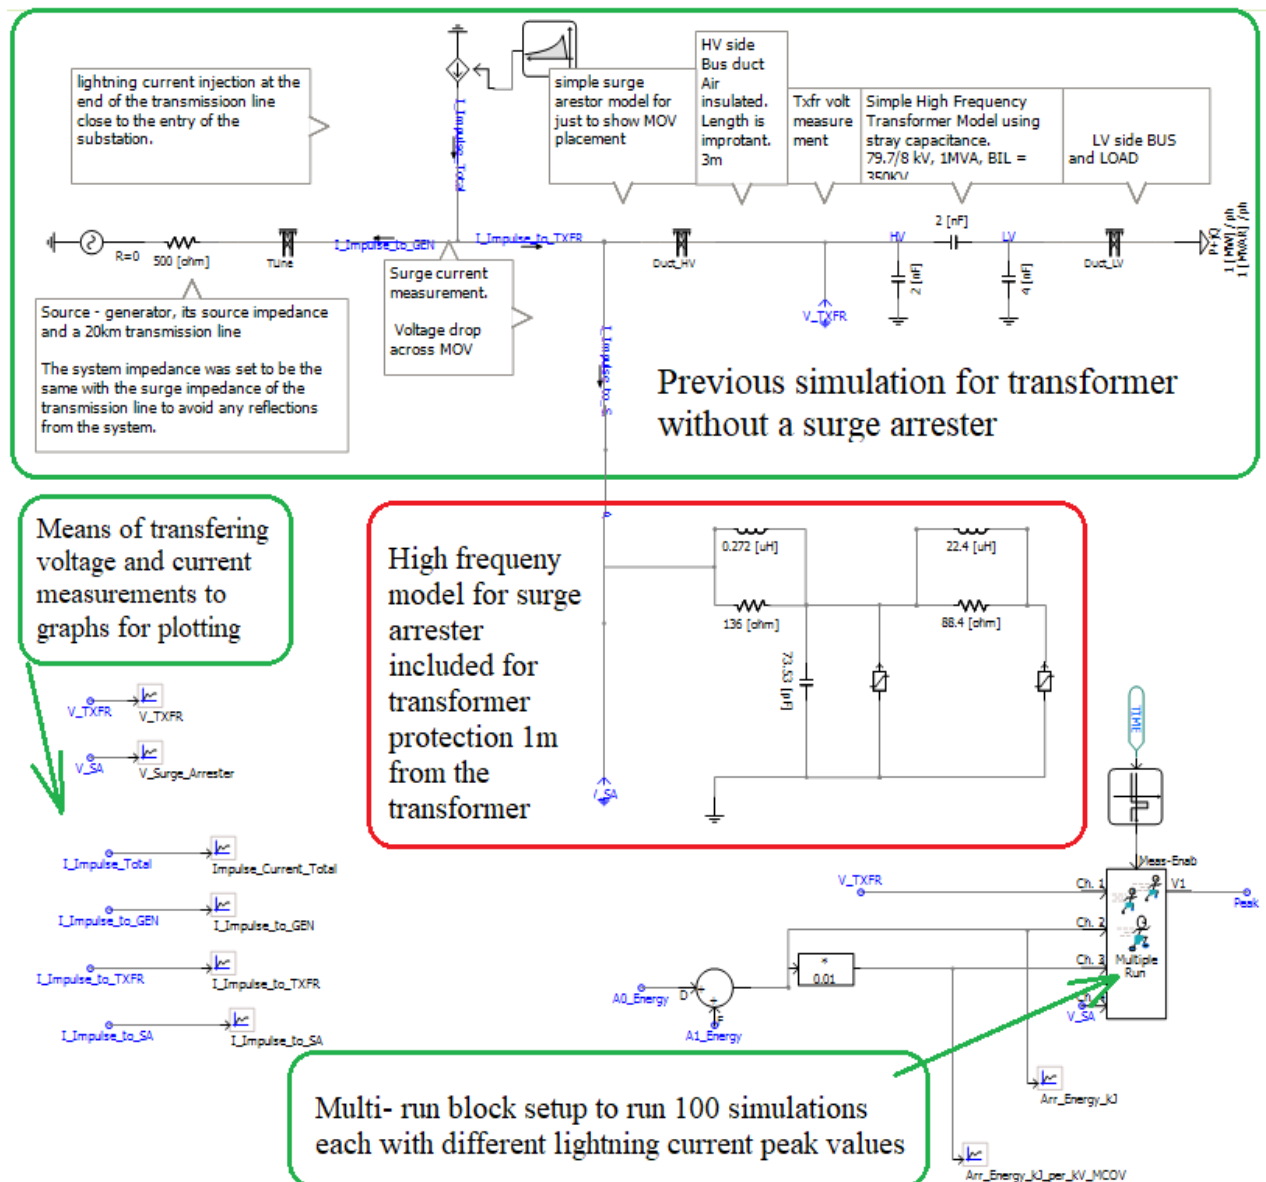 lightning current injection at the
end of the transmissioon line
close to the entry of the
substation.
I_Impulse_Total
simple surge
arestor model for
just to show MOV
placement
HV side
Bus duct
Air
insulated.
Length is
improtant.
3m
Txfr volt
measure
ment
Simple High Frequency
Transformer Model using
stray capacitance.
79.7/8 kV, 1MVA, BIL =
350KV
LV side BUS
and LOAD
R=0
500 [ohm]
TLine
I_Impulse_to_GEN
I_Impulse_to_TXFR
Duct_HV
V_TXFR
HV
2 [nF]
2 [nF]
LV
4 [nF]
Duct_LV
P+jQ
1 [MW] /ph
1 [MVAR] /ph
Source - generator, its source impedance
and a 20km transmission line
The system impedance was set to be the
same with the surge impedance of the
transmission line to avoid any reflections
from the system.
Surge current
measurement.
Voltage drop
across MOV
Previous simulation for transformer
without a surge arrester
Means of transfering
voltage and current
measurements to
graphs for plotting
High frequeny
model for surge
arrester
included for
transformer
protection 1m
from the
transformer
0.272 [uH]
136 [ohm]
73.53 [pF]
22.4 [uH]
88.4 [ohm]
V_TXFR
V_TXFR
V_SA
V_Surge_Arrester
I_Impulse_Total
Impulse_Current_Total
I_Impulse_to_GEN
I_Impulse_to_GEN
I_Impulse_to_TXFR
I_Impulse_to_TXFR
I_Impulse_to_SA
I_Impulse_to_SA
TIME
Meas-Enab
V_TXFR
Ch. 1
V1
Peak
Ch. 2
Ch. 3
Multiple
Run
V_SA
*
0.01
A0_Energy
D
+
+
F
A1_Energy
Arr_Energy_kJ
Arr_Energy_kJ_per_kV_MCOV
Multi- run block setup to run 100 simulations
each with different lightning current peak values